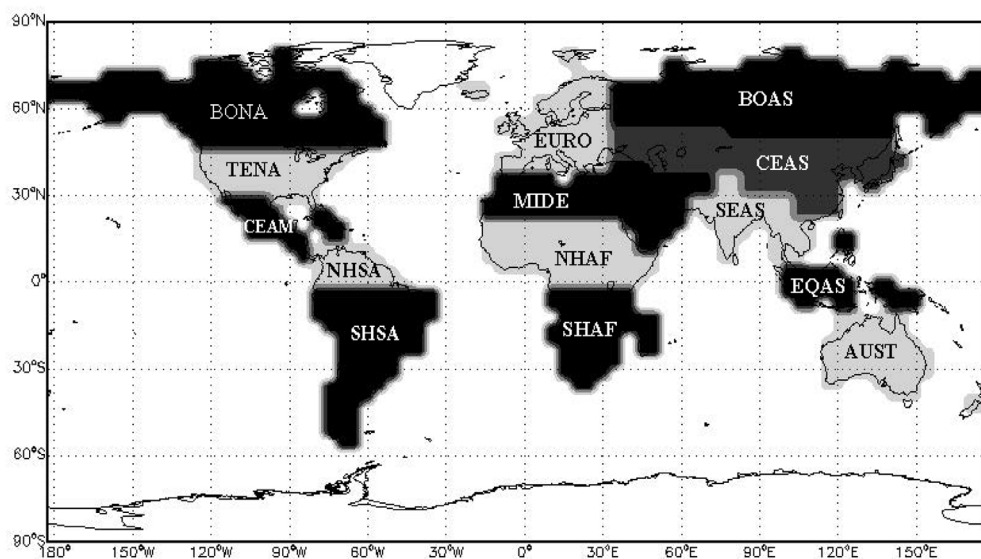 90°N
60°N
BONA
BOAS
EURO
TENA
CEAS
30°N
MIDE
SEAS
CEAM
NHSA
NHAF
0°
EQAS
SHSA
SHAF
AUST
30°S
60°S
90°S
180°
150°W
120°W
90°W
60°W
30°W
0°
30°E
60°E
90°E
120°E
150°E